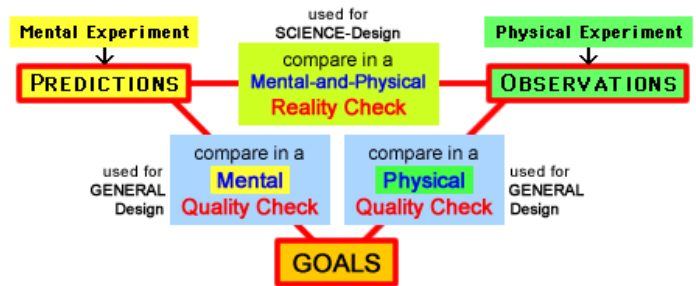 used for
SCIENCE-Design
Mental Experiment
Physical Experiment
PREDICTIONS
compare in a
Mental-and-Physical
Reality Check
OBSERVATIONS
used for
GENERAL
Design
compare in a
Mental
Quality Check
compare in a
Physical
Quality Check
used for
GENERAL
Design
GOALS